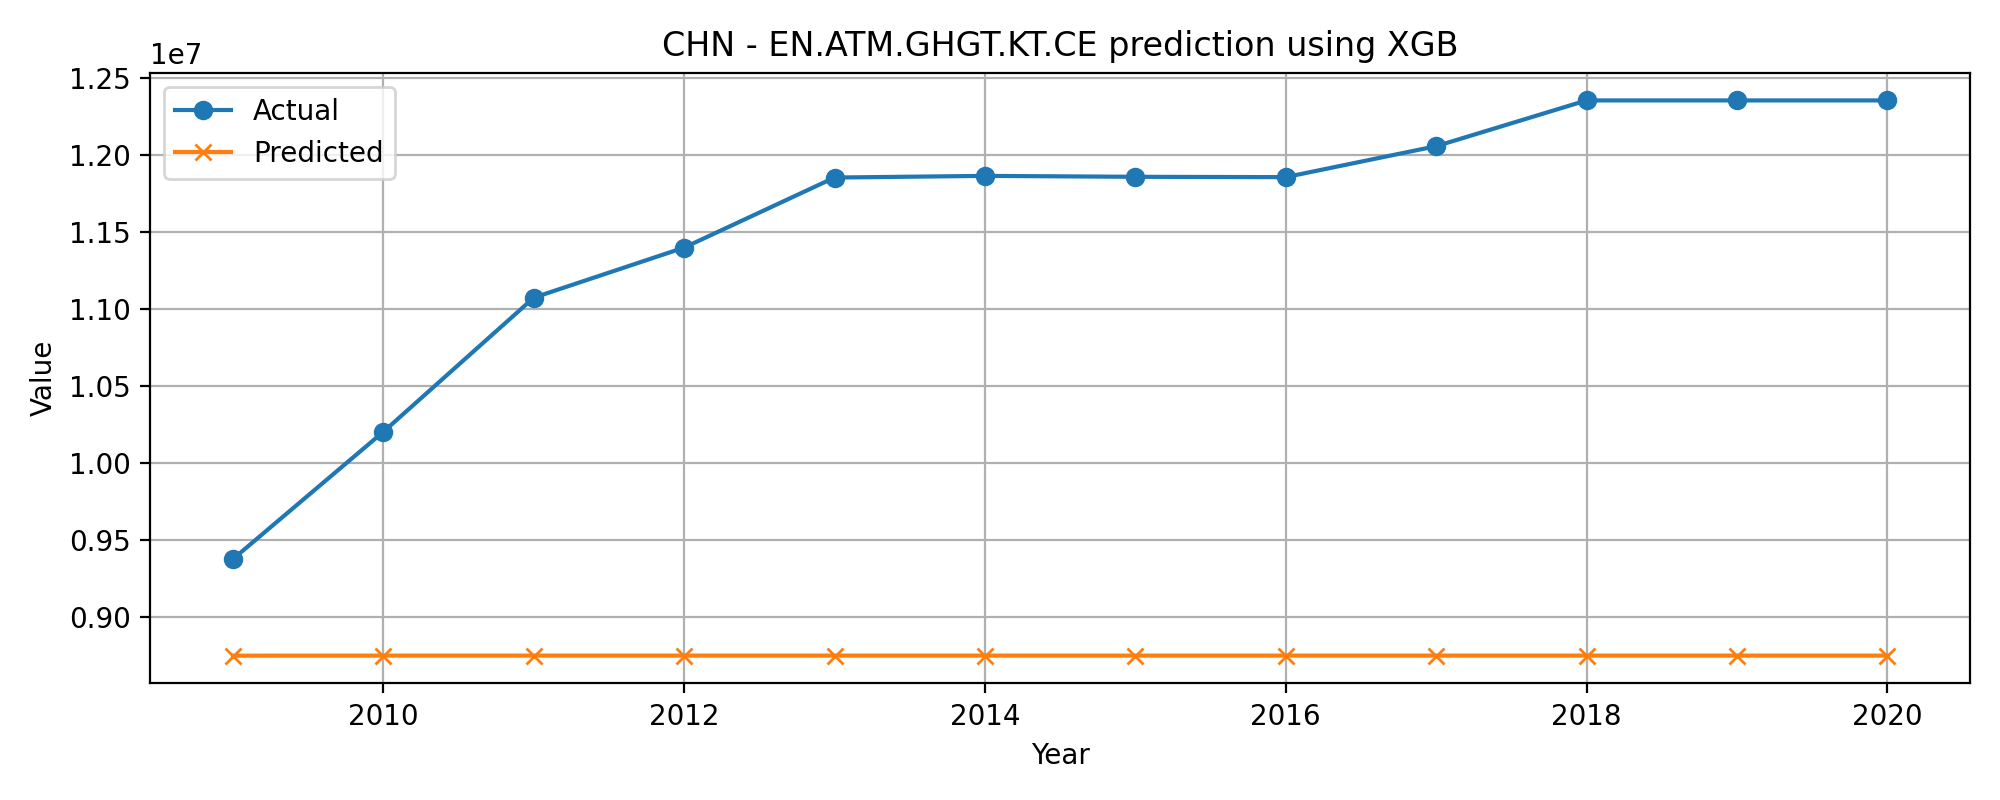 CHN - EN.ATM.GHGT.KT.CE prediction using XGB
1e7
1.25
1.20
1.15
1.10
1.05
1.00
0.95
0.90
Value
Actual
Predicted
2010 2012 2014 2016 2018 2020
Year